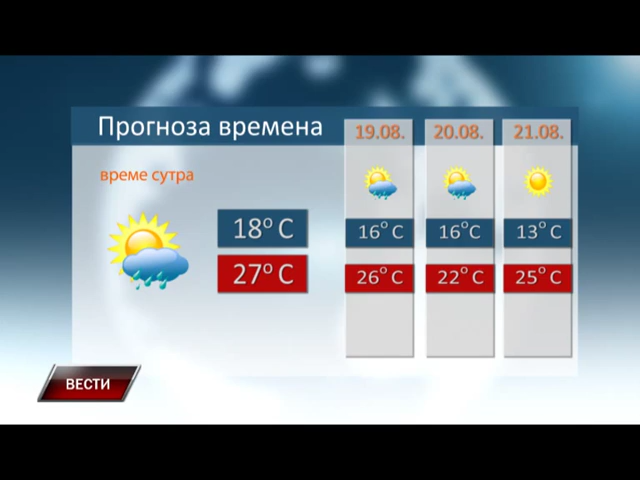 Прогноза времена
време сутра
18° C
27° C
19.08.
16° C
26° C
20.08.
16° C
22° C
21.08.
13° C
25° C
ВЕСТИ